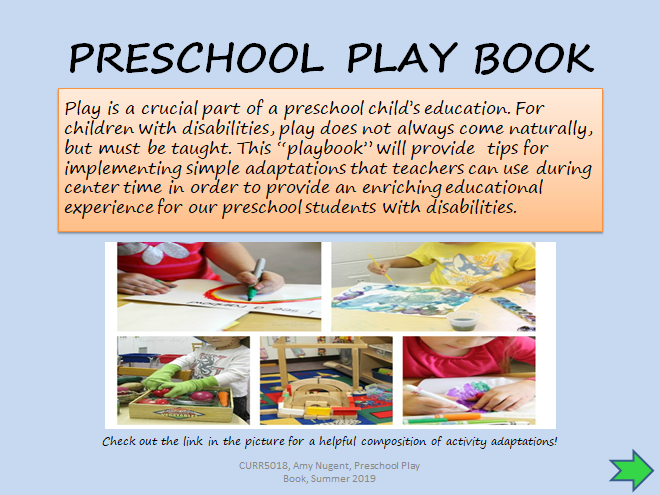 PRESCHOOL PLAY BOOK
Play is a crucial part of a preschool child's education. For
children with disabilities, play does not always come naturally,
but must be taught. This "playbook" will provide tips for
implementing simple adaptations that teachers can use during
center time in order to provide an enriching educational
experience for our preschool students with disabilities.
Check out the link in the picture for a helpful composition of activity adaptations!
CURR5018, Amy Nugent, Preschool Play
Book, Summer 2019